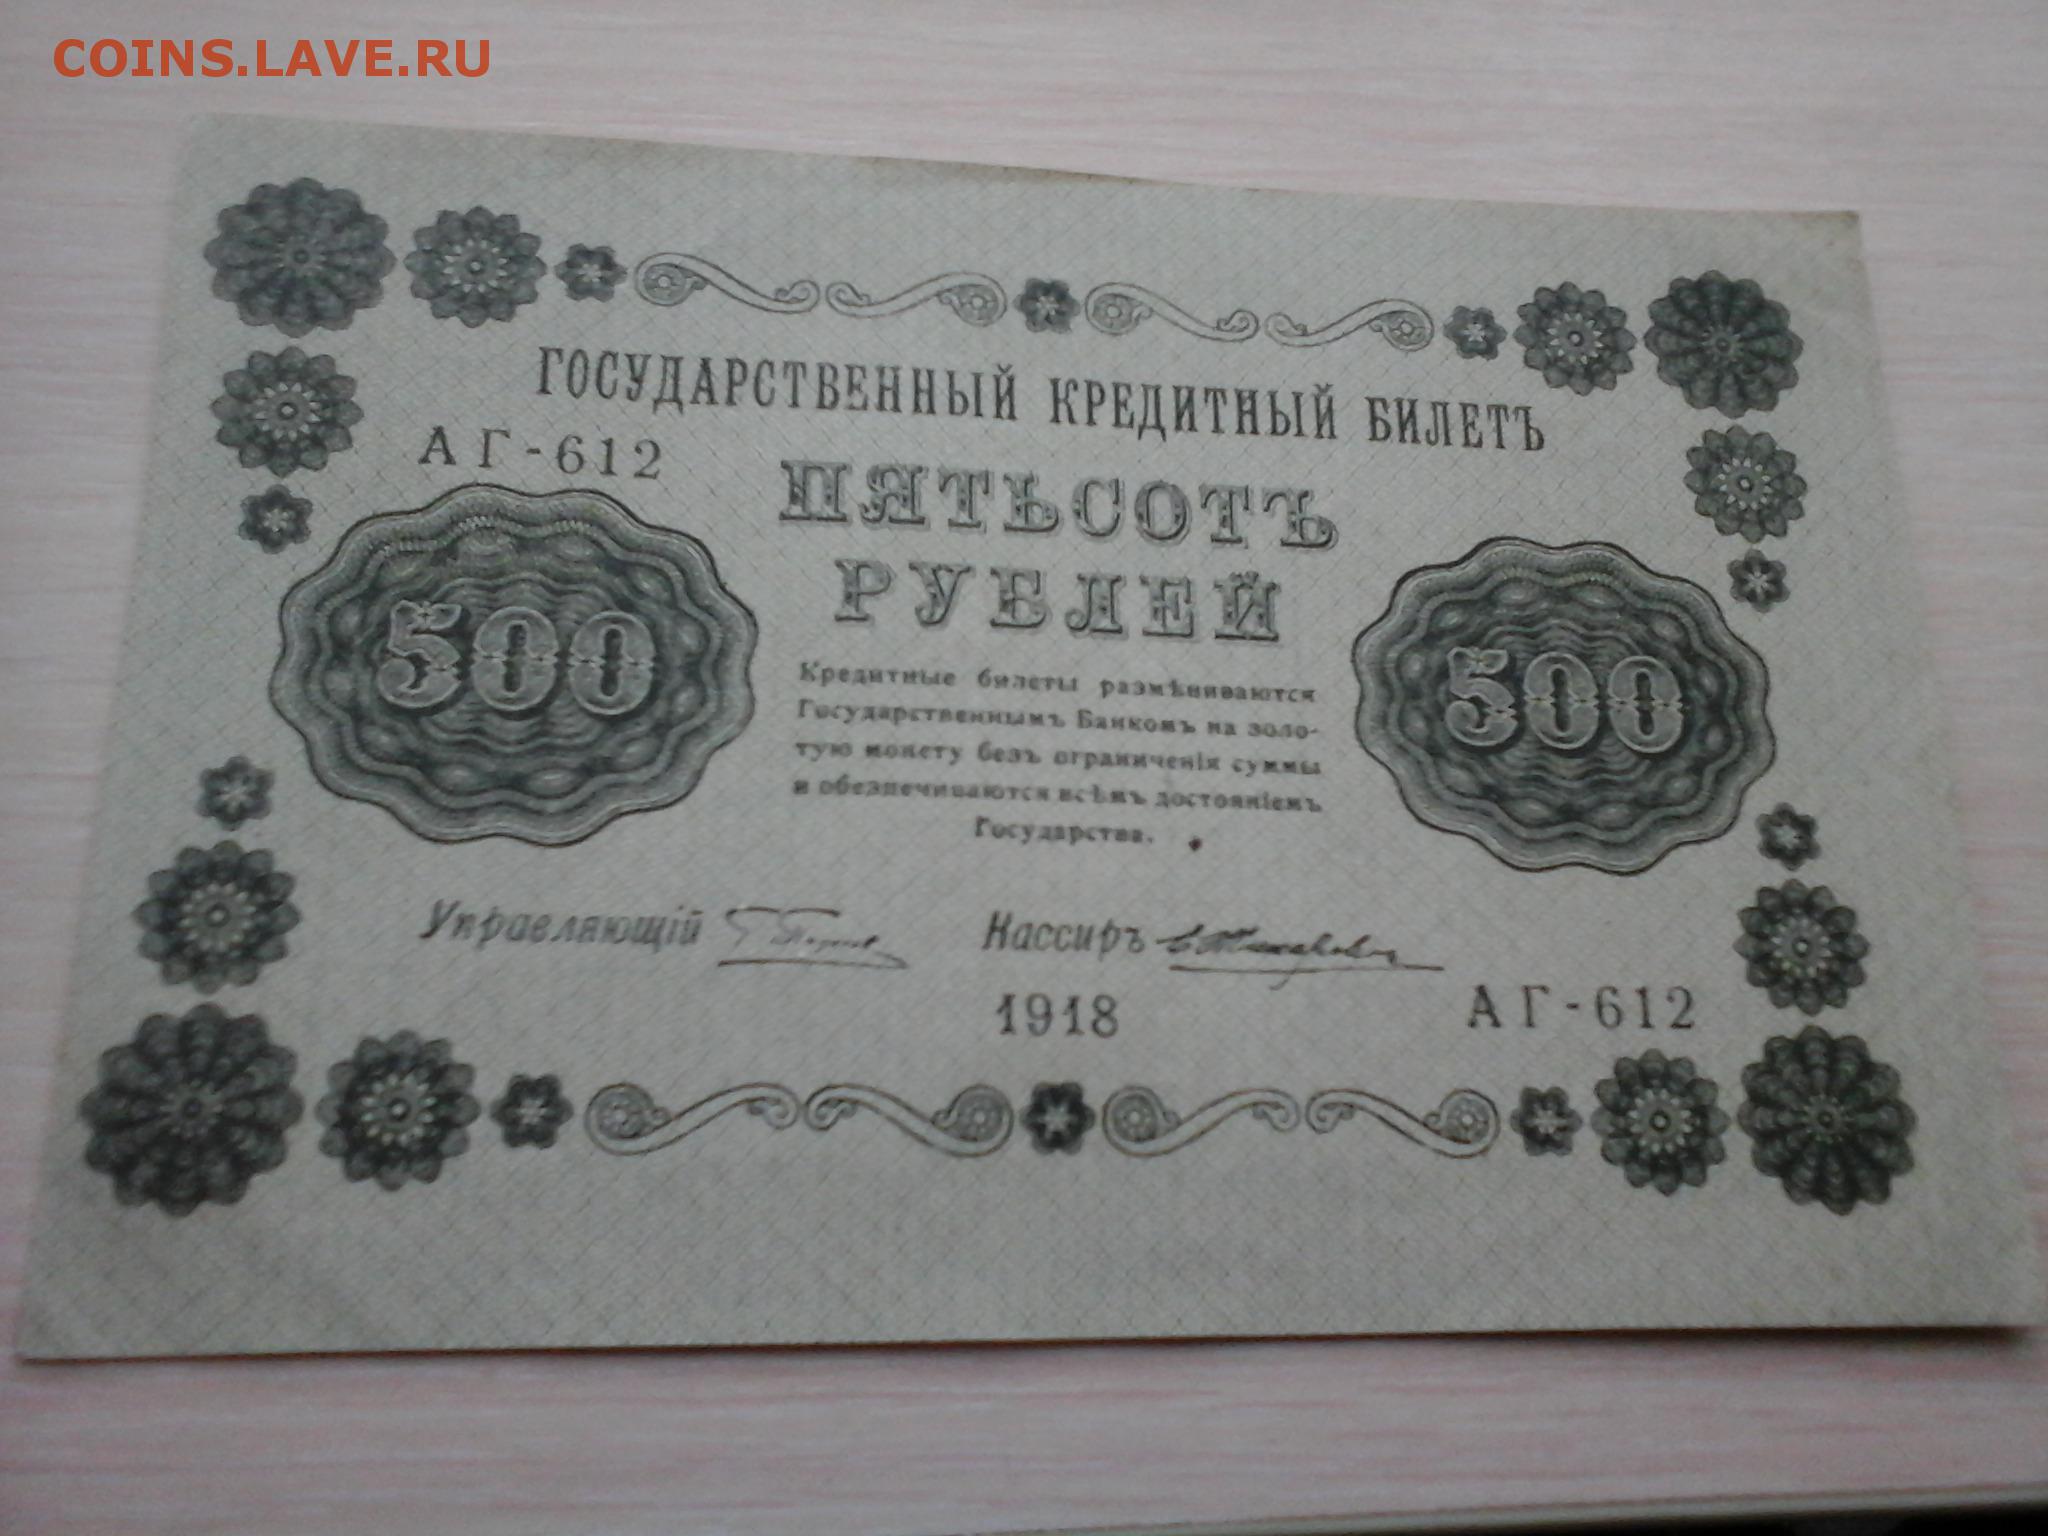 COINS.LAVE.RU
ГОСУДАРСТВЕННЫЙ КРЕДИТНЫЙ БИЛЕТЪ
АГ-612
ПЯТЬСОТЪ
РУБЛЕЙ
500
500
Кредитные билеты размѣниваются
Государственнымъ Банкомъ на золо-
тую монету безъ ограниченія суммы
и обезпечиваются всѣмъ достояніемъ
Государства.
Управляющій
Кассиръ
1918
АГ-612